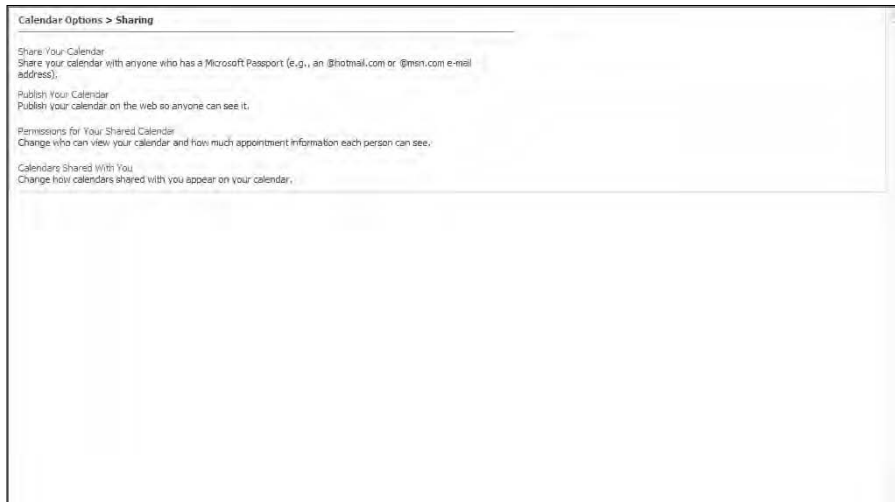 Calendar Options > Sharing
Share Your Calendar
Share your calendar with anyone who has a Microsoft Passport (e.g., an @hotmail.com or @msn.com e-mail
address).
Publish Your Calendar
Publish your calendar on the web so anyone can see it.
Permissions for Your Shared Calendar
Change who can view your calendar and how much appointment information each person can see.
Calendars Shared With You
Change how calendars shared with you appear on your calendar.